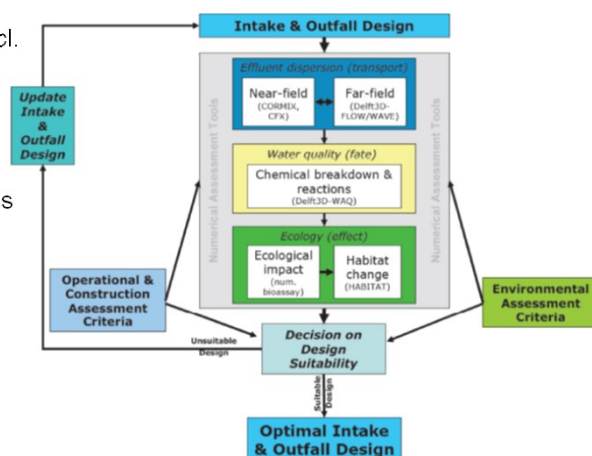 cl.
s
Intake & Outfall Design
Update
Intake
&
Outfall
Design
Numerical Assessment Tools
Effluent dispersion (transport)
Near-field
(CORMIX,
CFX)
Far-field
(Delft3D-
FLOW/WAVE)
Water quality (fate)
Chemical breakdown &
reactions
(Delft3D-WAQ)
Ecology (effect)
Ecological
impact
(num.
bioassay)
Habitat
change
(HABITAT)
Numerical Assessment Tools
Operational &
Construction
Assessment
Criteria
Environmental
Assessment
Criteria
Unsuitable
Design
Decision on
Design
Suitability
Suitable
Design
Optimal Intake
& Outfall Design